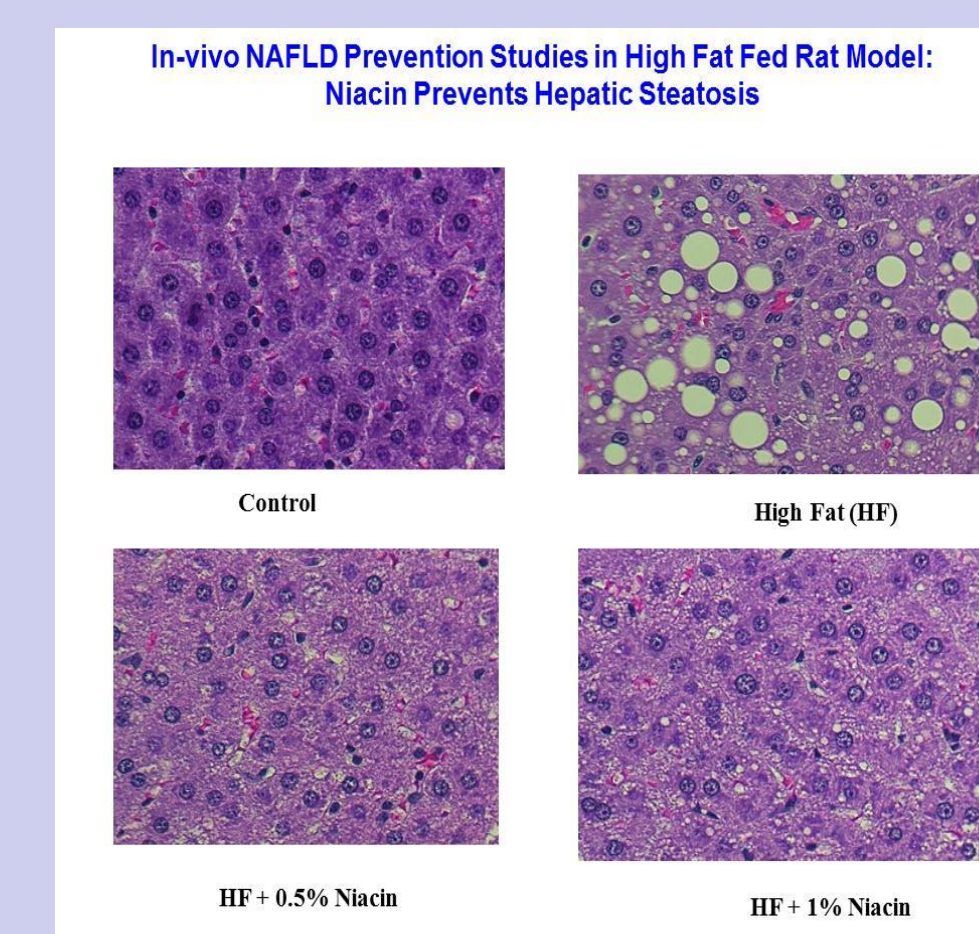 In-vivo NAFLD Prevention Studies in High Fat Fed Rat Model:
Niacin Prevents Hepatic Steatosis
Control
High Fat (HF)
HF + 0.5% Niacin
HF + 1% Niacin